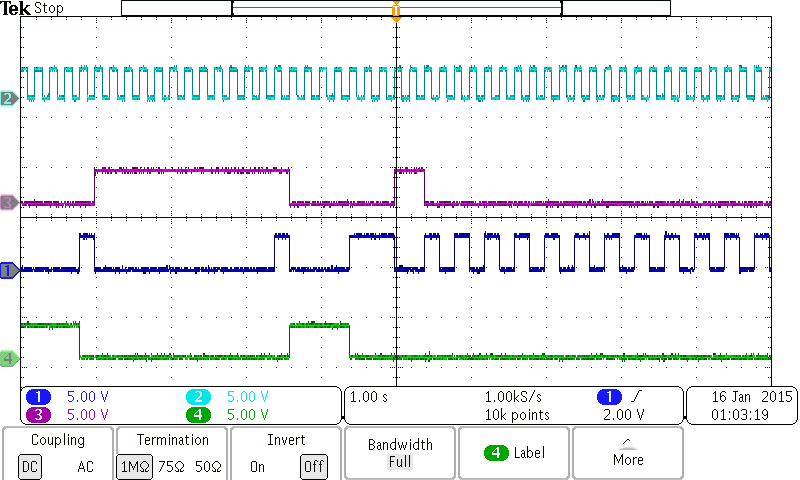 Tek Stop
T
2
3
1
4
1 5.00 V 2 5.00 V
3 5.00 V 4 5.00 V
1.00 s 1.00kS/s 1 2.00 V
10k points
16 Jan 2015
01:03:19
Coupling
DC AC
Termination
1MΩ 75Ω 50Ω
Invert
On Off
Bandwidth
Full
4 Label
More